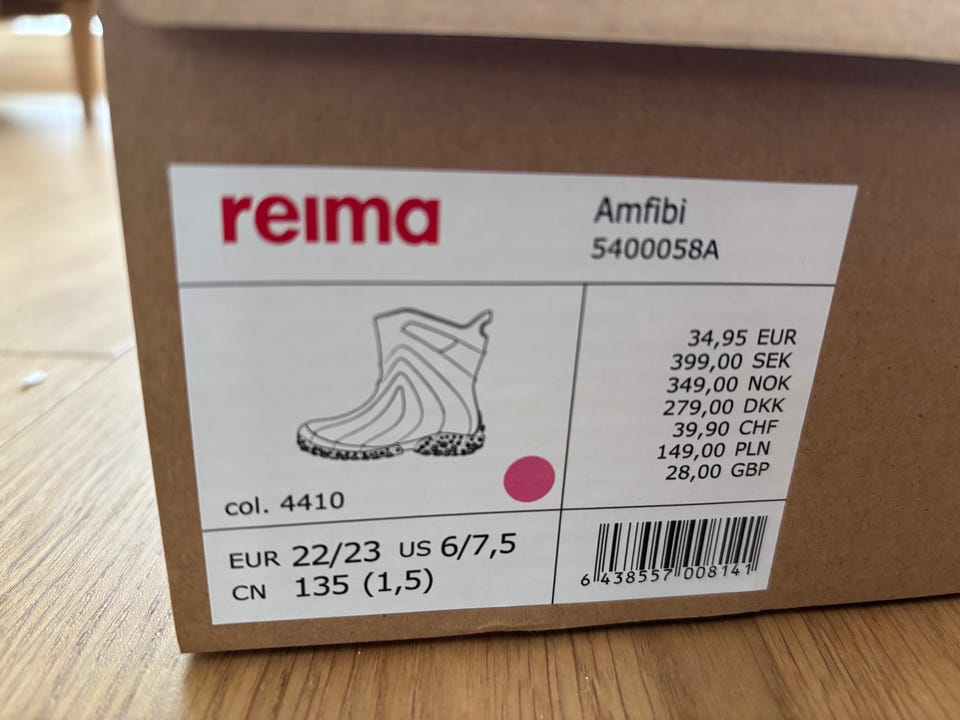 reima
Amfibi
5400058A
34,95 EUR
399,00 SEK
349,00 NOK
279,00 DKK
39,90 CHF
149,00 PLN
28,00 GBP
col. 4410
EUR 22/23 US 6/7,5
CN 135 (1,5)
6 438557 008141